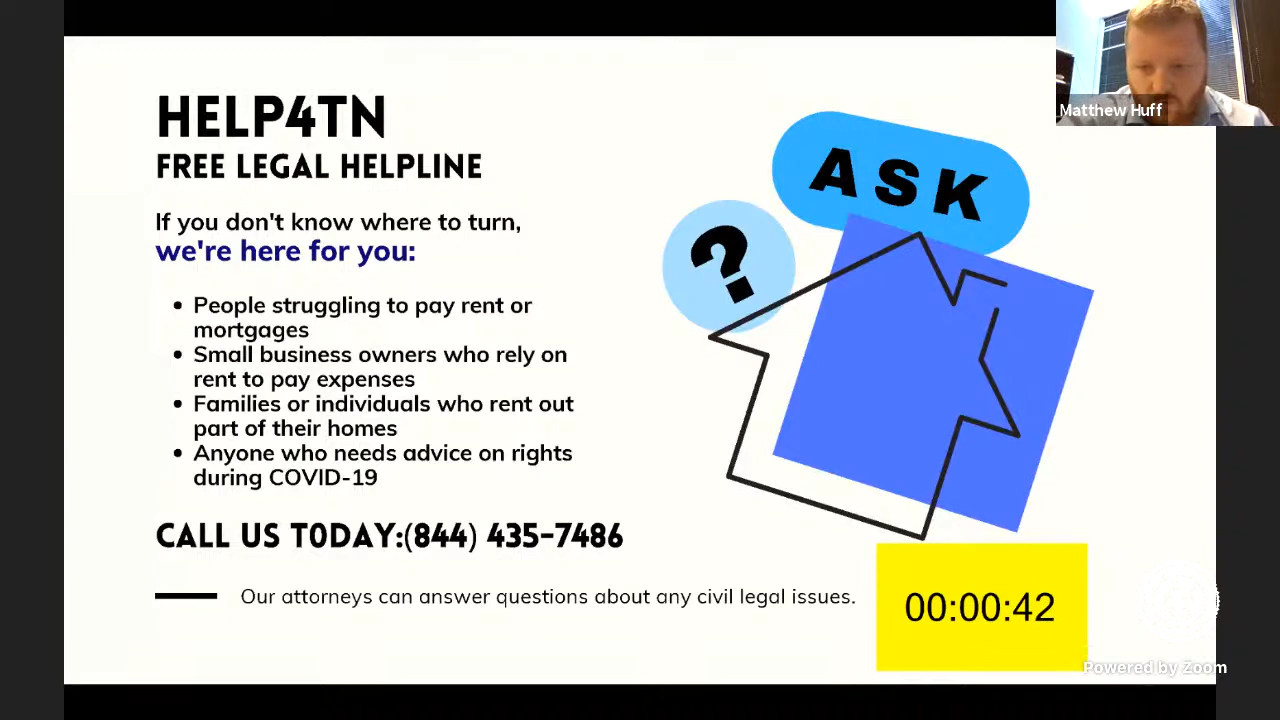 HELP4TN
FREE LEGAL HELPLINE
If you don't know where to turn,
we're here for you:
• People struggling to pay rent or
mortgages
• Small business owners who rely on
rent to pay expenses
• Families or individuals who rent out
part of their homes
• Anyone who needs advice on rights
during COVID-19
CALL US TODAY:(844) 435-7486
Our attorneys can answer questions about any civil legal issues.
ASK
?
Matthew Huff
00:00:42
Powered by Zoom